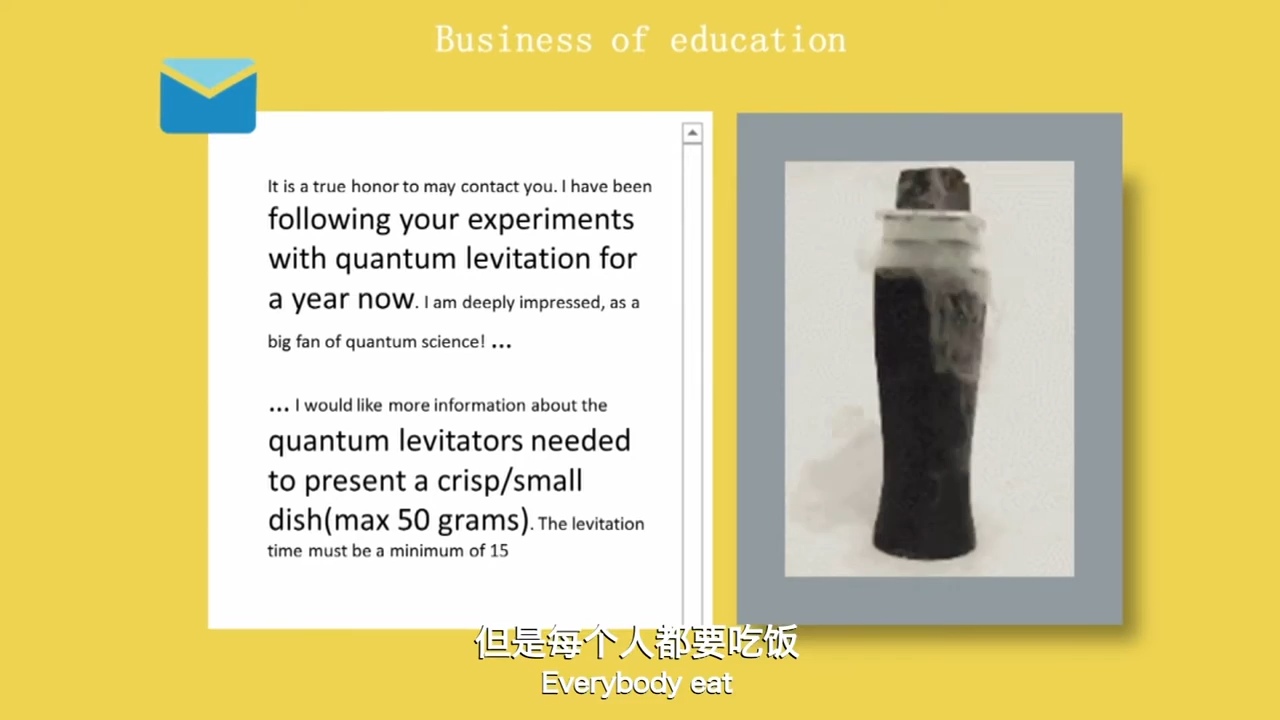 Business of education
It is a true honor to may contact you. I have been
following your experiments
with quantum levitation for
a year now. I am deeply impressed, as a
big fan of quantum science! ...
... I would like more information about the
quantum levitators needed
to present a crisp/small
dish(max 50 grams). The levitation
time must be a minimum of 15
但是每个人都要吃饭
Everybody eat